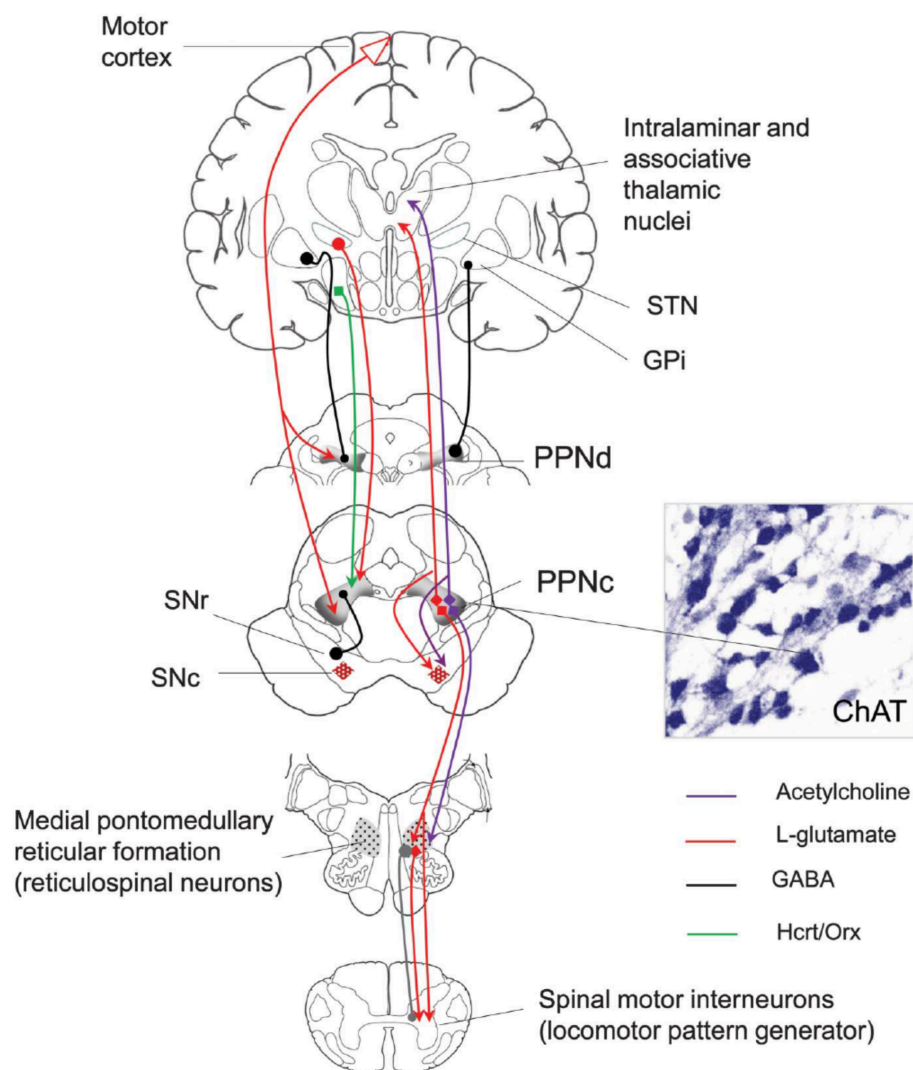 Motor
cortex
Intralaminar and
associative
thalamic
nuclei
STN
GPi
PPNd
PPNc
SNr
SNc
ChAT
Medial pontomedullary
reticular formation
(reticulospinal neurons)
Acetylcholine
L-glutamate
GABA
Hcrt/Orx
Spinal motor interneurons
(locomotor pattern generator)